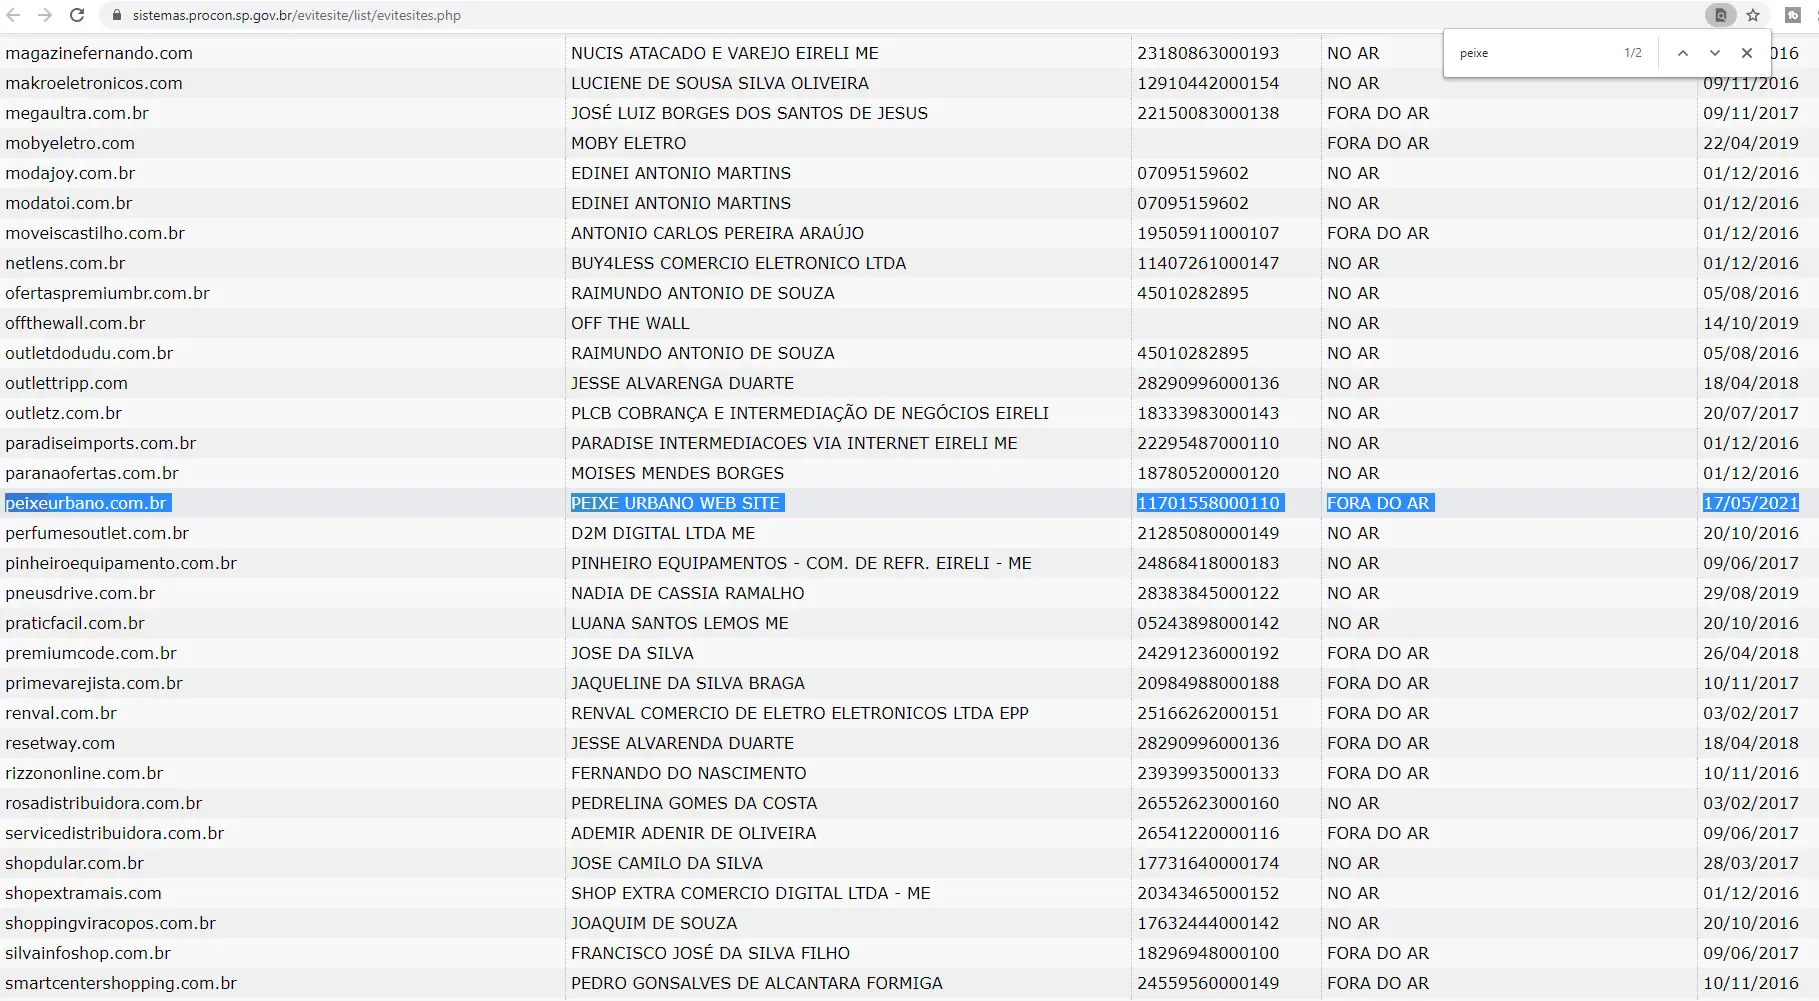 sistemas.procon.sp.gov.br/evitesite/list/evitesites.php
peixe 1/2
magazinefernando.com NUCIS ATACADO E VAREJO EIRELI ME 23180863000193 NO AR 016
makroeletronicos.com LUCIENE DE SOUSA SILVA OLIVEIRA 12910442000154 NO AR 09/11/2016
megaultra.com.br JOSÉ LUIZ BORGES DOS SANTOS DE JESUS 22150083000138 FORA DO AR 09/11/2017
mobyeletro.com MOBY ELETRO FORA DO AR 22/04/2019
modajoy.com.br EDINEI ANTONIO MARTINS 07095159602 NO AR 01/12/2016
modatoi.com.br EDINEI ANTONIO MARTINS 07095159602 NO AR 01/12/2016
moveiscastilho.com.br ANTONIO CARLOS PEREIRA ARAÚJO 19505911000107 FORA DO AR 01/12/2016
netlens.com.br BUY4LESS COMERCIO ELETRONICO LTDA 11407261000147 NO AR 01/12/2016
ofertaspremiumbr.com.br RAIMUNDO ANTONIO DE SOUZA 45010282895 NO AR 05/08/2016
offthewall.com.br OFF THE WALL NO AR 14/10/2019
outletdodudu.com.br RAIMUNDO ANTONIO DE SOUZA 45010282895 NO AR 05/08/2016
outlettripp.com JESSE ALVARENGA DUARTE 28290996000136 NO AR 18/04/2018
outletz.com.br PLCB COBRANÇA E INTERMEDIAÇÃO DE NEGÓCIOS EIRELI 18333983000143 NO AR 20/07/2017
paradiseimports.com.br PARADISE INTERMEDIACOES VIA INTERNET EIRELI ME 22295487000110 NO AR 01/12/2016
paranaofertas.com.br MOISES MENDES BORGES 18780520000120 NO AR 01/12/2016
peixeurbano.com.br PEIXE URBANO WEB SITE 11701558000110 FORA DO AR 17/05/2021
perfumesoutlet.com.br D2M DIGITAL LTDA ME 21285080000149 NO AR 20/10/2016
pinheiroequipamento.com.br PINHEIRO EQUIPAMENTOS - COM. DE REFR. EIRELI - ME 24868418000183 NO AR 09/06/2017
pneusdrive.com.br NADIA DE CASSIA RAMALHO 28383845000122 NO AR 29/08/2019
praticfacil.com.br LUANA SANTOS LEMOS ME 05243898000142 NO AR 20/10/2016
premiumcode.com.br JOSE DA SILVA 24291236000192 FORA DO AR 26/04/2018
primevarejista.com.br JAQUELINE DA SILVA BRAGA 20984988000188 FORA DO AR 10/11/2017
renval.com.br RENVAL COMERCIO DE ELETRO ELETRONICOS LTDA EPP 25166262000151 FORA DO AR 03/02/2017
resetway.com JESSE ALVARENDA DUARTE 28290996000136 FORA DO AR 18/04/2018
rizzononline.com.br FERNANDO DO NASCIMENTO 23939935000133 FORA DO AR 10/11/2016
rosadistribuidora.com.br PEDRELINA GOMES DA COSTA 26552623000160 NO AR 03/02/2017
servicedistribuidora.com.br ADEMIR ADENIR DE OLIVEIRA 26541220000116 FORA DO AR 09/06/2017
shopdular.com.br JOSE CAMILO DA SILVA 17731640000174 NO AR 28/03/2017
shopextramais.com SHOP EXTRA COMERCIO DIGITAL LTDA - ME 20343465000152 NO AR 01/12/2016
shoppingviracopos.com.br JOAQUIM DE SOUZA 17632444000142 NO AR 20/10/2016
silvainfoshop.com.br FRANCISCO JOSÉ DA SILVA FILHO 18296948000100 FORA DO AR 09/06/2017
smartcentershopping.com.br PEDRO GONSALVES DE ALCANTARA FORMIGA 24559560000149 FORA DO AR 10/11/2016